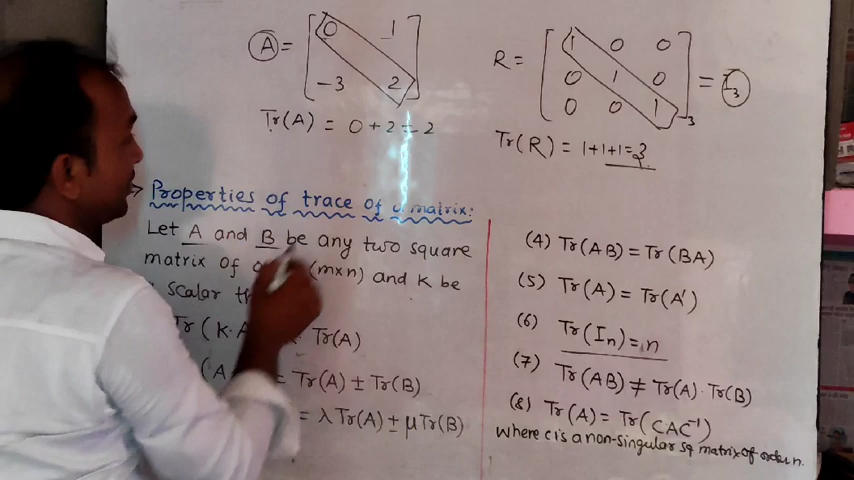 A = [ 0 1
-3 2 ]
Tr(A) = 0 + 2 = 2
R = [ 1 0 0
0 1 0
0 0 1 ]3 = I3
Tr(R) = 1+1+1=3
Properties of trace of a matrix:
Let A and B be any two square
matrix of (m×n) and K be
scalar
Tr(K·A Tr(A)
(A = Tr(A) ± Tr(B)
= λTr(A) ± μTr(B)
(4) Tr(AB) = Tr(BA)
(5) Tr(A) = Tr(A')
(6) Tr(In) = n
(7) Tr(AB) ≠ Tr(A)·Tr(B)
(8) Tr(A) = Tr(CAC⁻¹)
where C is a non-singular sq matrix of order n.